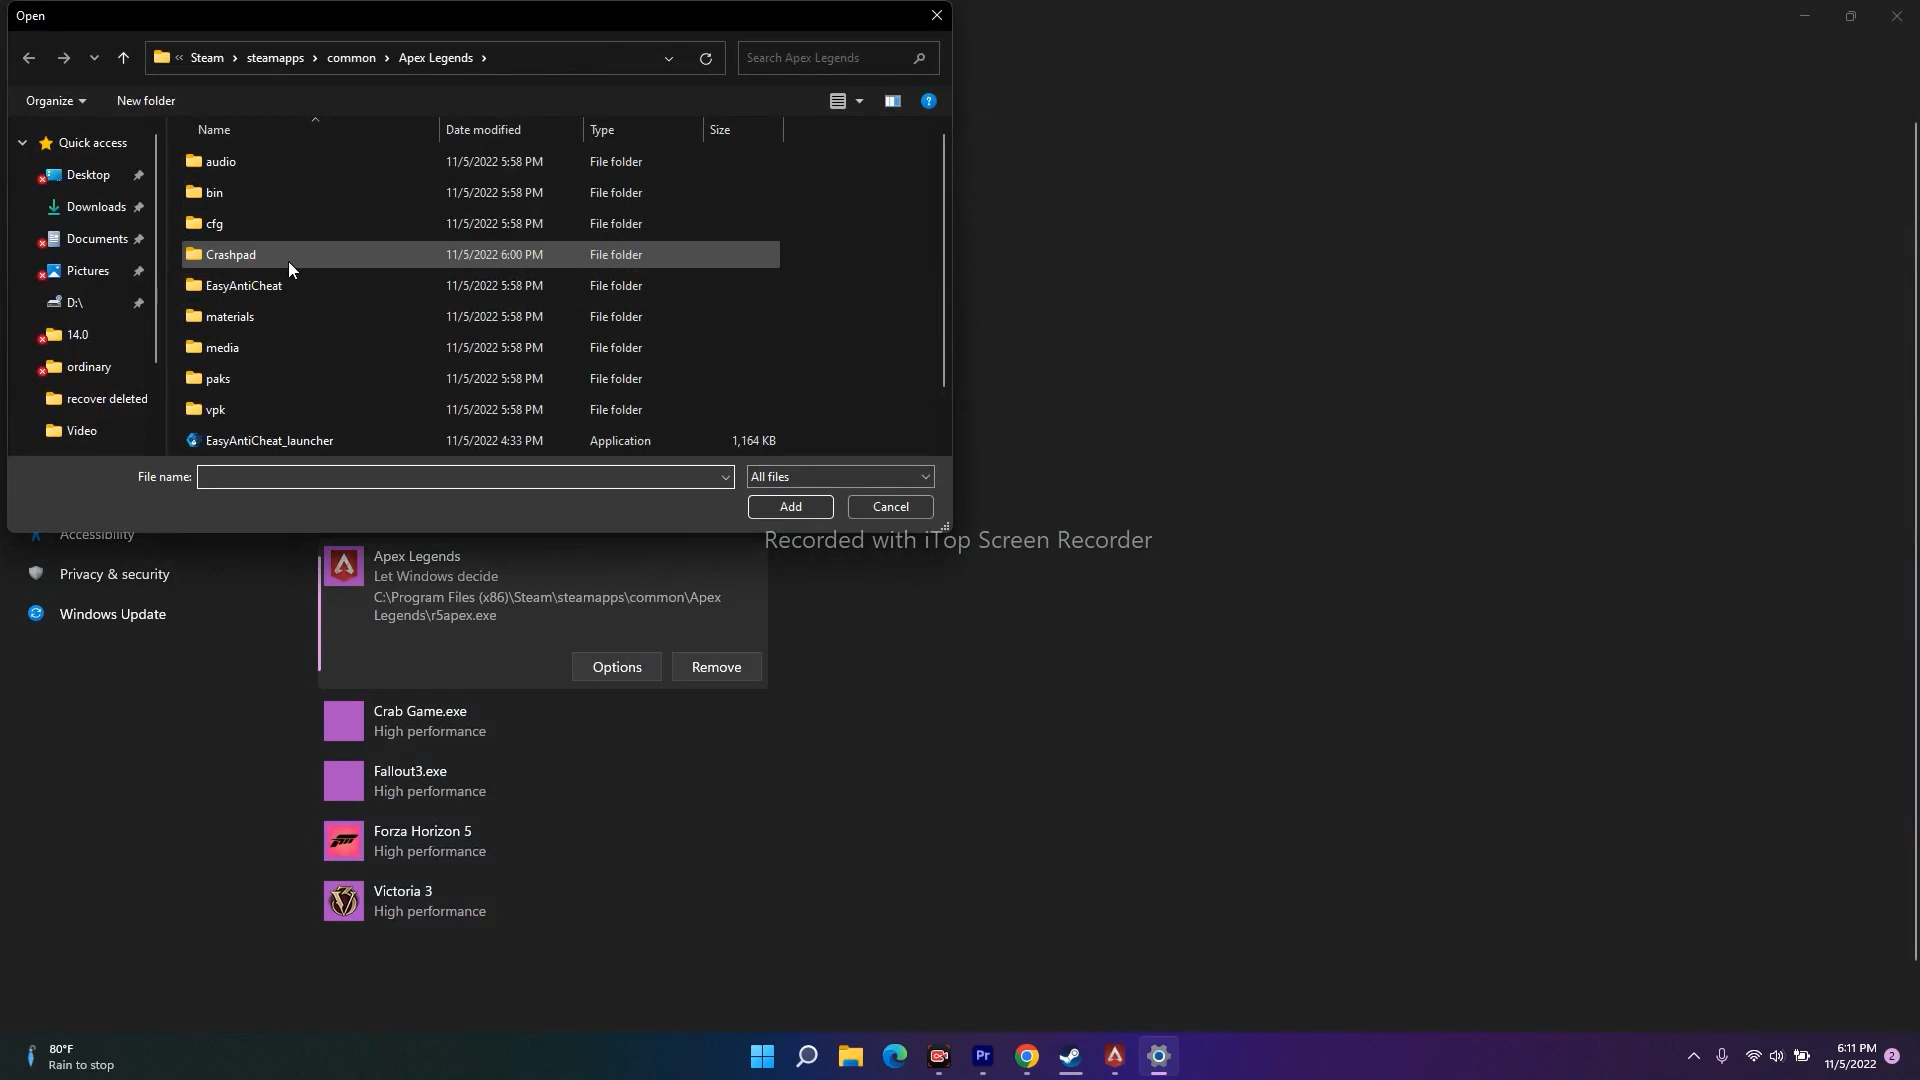 Open
« Steam > steamapps > common > Apex Legends >
Search Apex Legends
Organize
New folder
Name
Date modified
Type
Size
Quick access
Desktop
Downloads
Documents
Pictures
D:\
14.0
ordinary
recover deleted
Video
audio 11/5/2022 5:58 PM File folder
bin 11/5/2022 5:58 PM File folder
cfg 11/5/2022 5:58 PM File folder
Crashpad 11/5/2022 6:00 PM File folder
EasyAntiCheat 11/5/2022 5:58 PM File folder
materials 11/5/2022 5:58 PM File folder
media 11/5/2022 5:58 PM File folder
paks 11/5/2022 5:58 PM File folder
vpk 11/5/2022 5:58 PM File folder
EasyAntiCheat_launcher 11/5/2022 4:33 PM Application 1,164 KB
File name:
All files
Add
Cancel
Recorded with iTop Screen Recorder
Accessibility
Privacy & security
Windows Update
Apex Legends
Let Windows decide
C:\Program Files (x86)\Steam\steamapps\common\Apex
Legends\r5apex.exe
Options
Remove
Crab Game.exe
High performance
Fallout3.exe
High performance
Forza Horizon 5
High performance
Victoria 3
High performance
80°F
Rain to stop
Pr
6:11 PM
11/5/2022
2